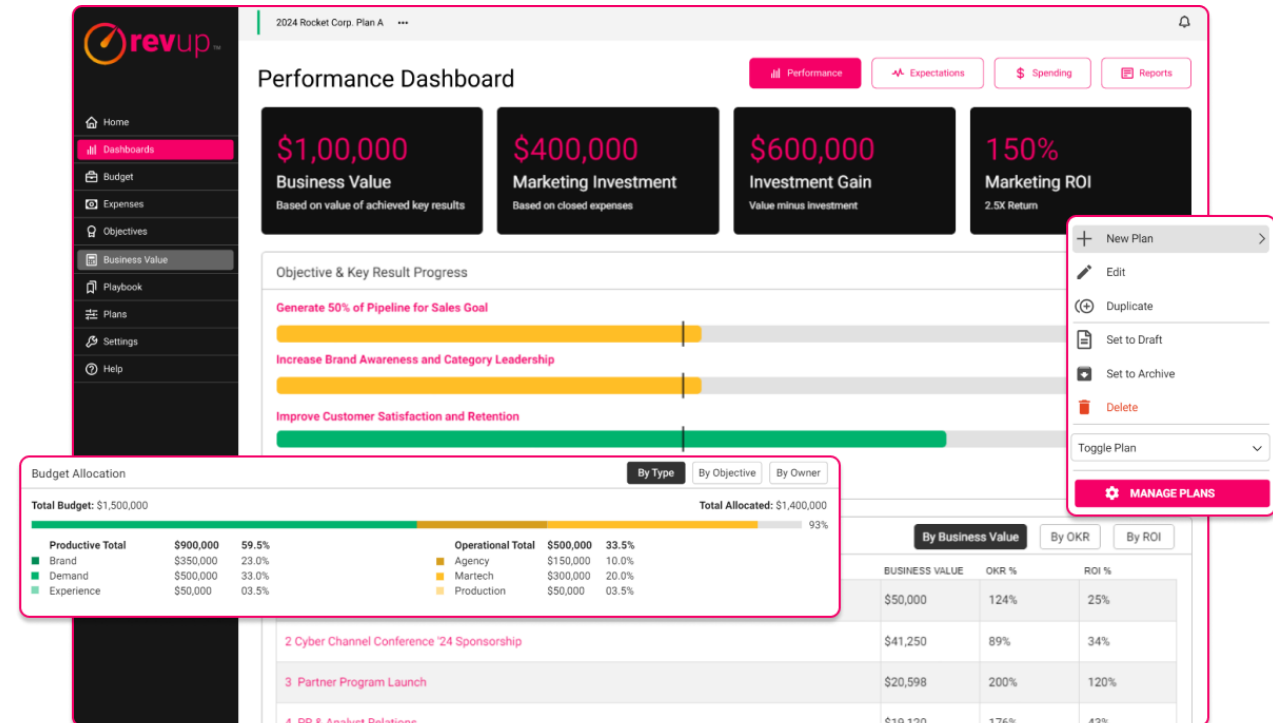 revup™
2024 Rocket Corp. Plan A •••
Performance Dashboard
Performance
Expectations
Spending
Reports
Home
Dashboards
Budget
Expenses
Objectives
Business Value
Playbook
Plans
Settings
Help
$1,00,000
Business Value
Based on value of achieved key results
$400,000
Marketing Investment
Based on closed expenses
$600,000
Investment Gain
Value minus investment
150%
Marketing ROI
2.5X Return
New Plan
Edit
Duplicate
Set to Draft
Set to Archive
Delete
Toggle Plan
MANAGE PLANS
Objective & Key Result Progress
Generate 50% of Pipeline for Sales Goal
Increase Brand Awareness and Category Leadership
Improve Customer Satisfaction and Retention
Budget Allocation
By Type By Objective By Owner
Total Budget: $1,500,000 Total Allocated: $1,400,000
93%
Productive Total $900,000 59.5%
Brand $350,000 23.0%
Demand $500,000 33.0%
Experience $50,000 03.5%
Operational Total $500,000 33.5%
Agency $150,000 10.0%
Martech $300,000 20.0%
Production $50,000 03.5%
By Business Value By OKR By ROI
BUSINESS VALUE OKR % ROI %
$50,000 124% 25%
2 Cyber Channel Conference '24 Sponsorship $41,250 89% 34%
3 Partner Program Launch $20,598 200% 120%
4 PR & Analyst Relations $19,120 176% 43%